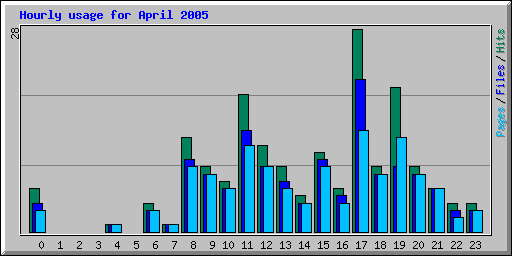 Hourly usage for April 2005
28
Pages / Files / Hits
0 1 2 3 4 5 6 7 8 9 10 11 12 13 14 15 16 17 18 19 20 21 22 23